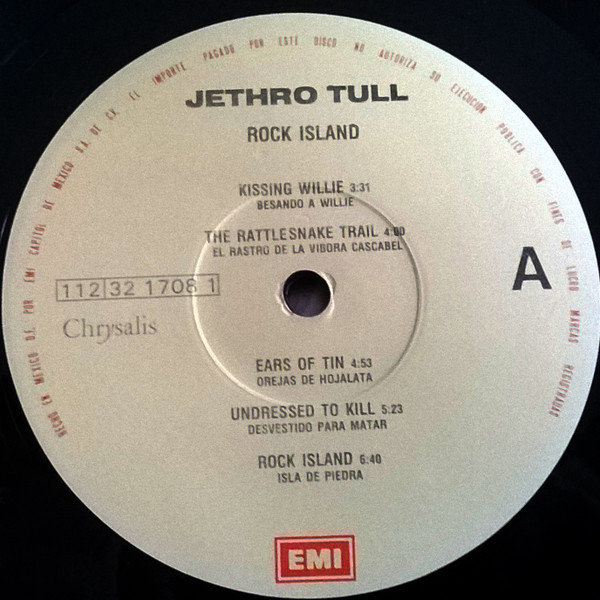 HECHO EN MEXICO D.F. POR EMI CAPITOL DE MEXICO S.A. DE C.V. EL IMPORTE PAGADO POR ESTE DISCO NO AUTORIZA SU EJECUCION PUBLICA CON FINES DE LUCRO MARCAS REGISTRADAS
JETHRO TULL
ROCK ISLAND
KISSING WILLIE 3:31
BESANDO A WILLIE
THE RATTLESNAKE TRAIL 4:00
EL RASTRO DE LA VIBORA CASCABEL
A
112 32 1708 1
Chrysalis
EARS OF TIN 4:53
OREJAS DE HOJALATA
UNDRESSED TO KILL 5:23
DESVESTIDO PARA MATAR
ROCK ISLAND 6:40
ISLA DE PIEDRA
EMI